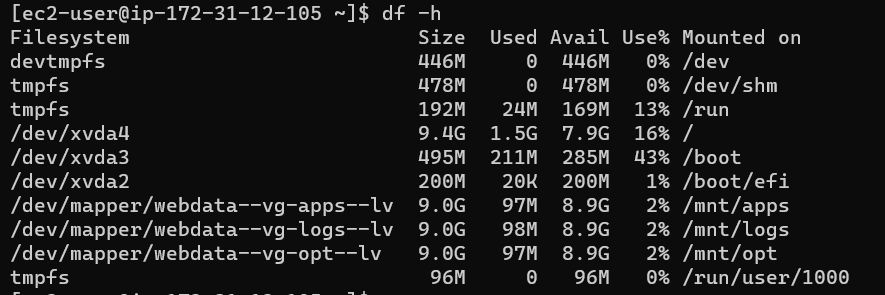 [ec2-user@ip-172-31-12-105 ~]$ df -h
Filesystem                         Size  Used Avail Use% Mounted on
devtmpfs                           446M     0  446M   0% /dev
tmpfs                              478M     0  478M   0% /dev/shm
tmpfs                              192M   24M  169M  13% /run
/dev/xvda4                         9.4G  1.5G  7.9G  16% /
/dev/xvda3                         495M  211M  285M  43% /boot
/dev/xvda2                         200M   20K  200M   1% /boot/efi
/dev/mapper/webdata--vg-apps--lv   9.0G   97M  8.9G   2% /mnt/apps
/dev/mapper/webdata--vg-logs--lv   9.0G   98M  8.9G   2% /mnt/logs
/dev/mapper/webdata--vg-opt--lv    9.0G   97M  8.9G   2% /mnt/opt
tmpfs                               96M     0   96M   0% /run/user/1000